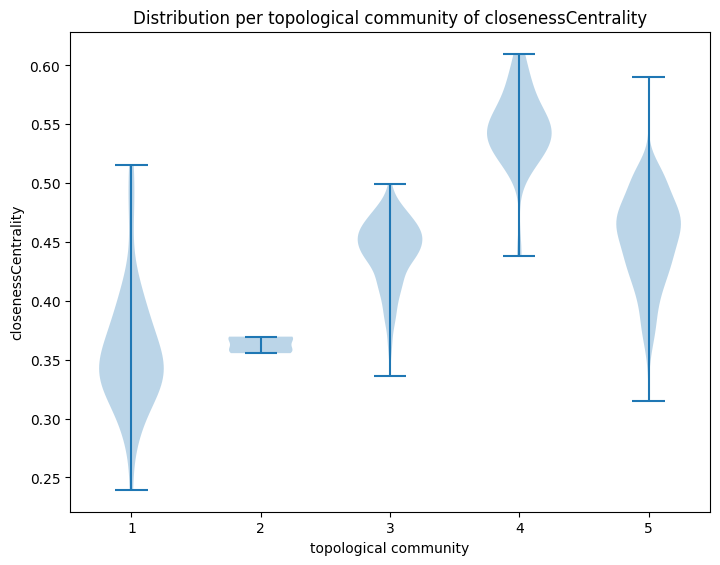 Distribution per topological community of closenessCentrality
closenessCentrality
0.60
0.55
0.50
0.45
0.40
0.35
0.30
0.25
1 2 3 4 5
topological community